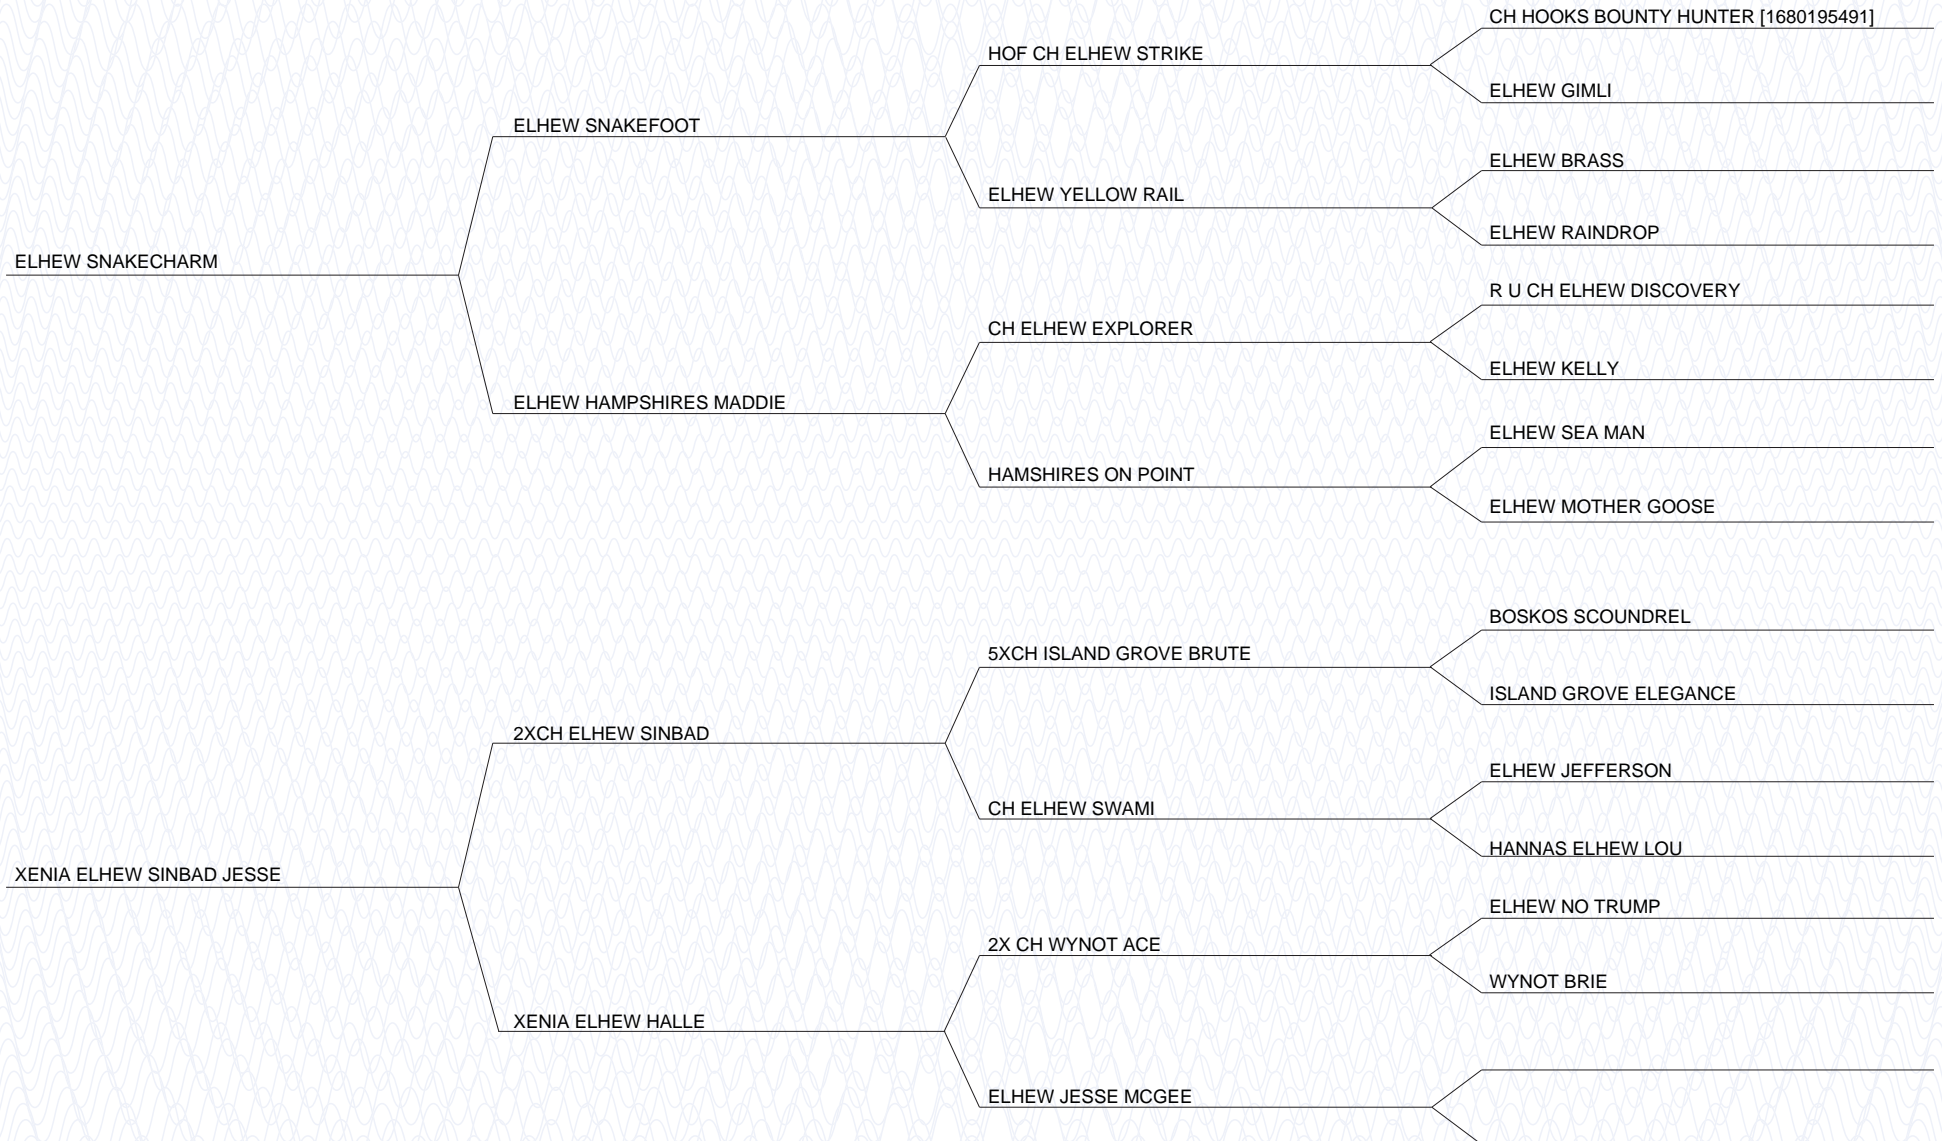 CH HOOKS BOUNTY HUNTER [1680195491]
HOF CH ELHEW STRIKE
ELHEW GIMLI
ELHEW SNAKEFOOT
ELHEW BRASS
ELHEW YELLOW RAIL
ELHEW RAINDROP
ELHEW SNAKECHARM
R U CH ELHEW DISCOVERY
CH ELHEW EXPLORER
ELHEW KELLY
ELHEW HAMPSHIRES MADDIE
ELHEW SEA MAN
HAMSHIRES ON POINT
ELHEW MOTHER GOOSE
BOSKOS SCOUNDREL
5XCH ISLAND GROVE BRUTE
ISLAND GROVE ELEGANCE
2XCH ELHEW SINBAD
ELHEW JEFFERSON
CH ELHEW SWAMI
HANNAS ELHEW LOU
XENIA ELHEW SINBAD JESSE
ELHEW NO TRUMP
2X CH WYNOT ACE
WYNOT BRIE
XENIA ELHEW HALLE
ELHEW JESSE MCGEE